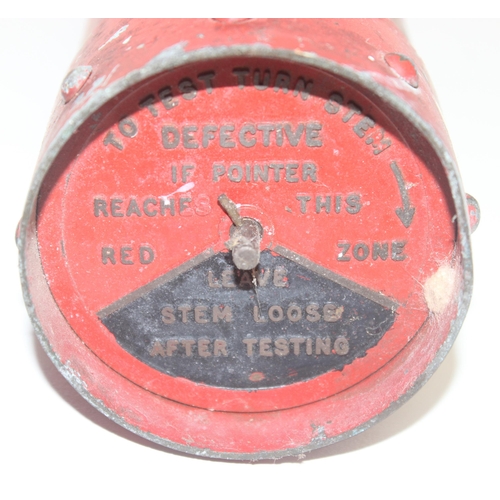 TO TEST TURN STEM
DEFECTIVE
IF POINTER
REACHES THIS
RED ZONE
LEAVE
STEM LOOSE
AFTER TESTING